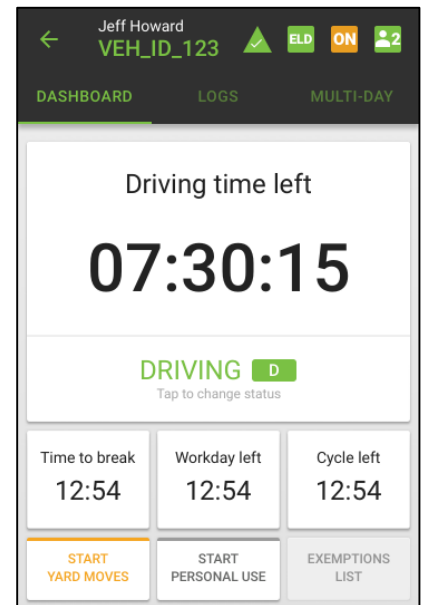 Jeff Howard
VEH_ID_123
ELD
ON
2
DASHBOARD
LOGS
MULTI-DAY
Driving time left
07:30:15
DRIVING D
Tap to change status
Time to break
12:54
Workday left
12:54
Cycle left
12:54
START
YARD MOVES
START
PERSONAL USE
EXEMPTIONS
LIST